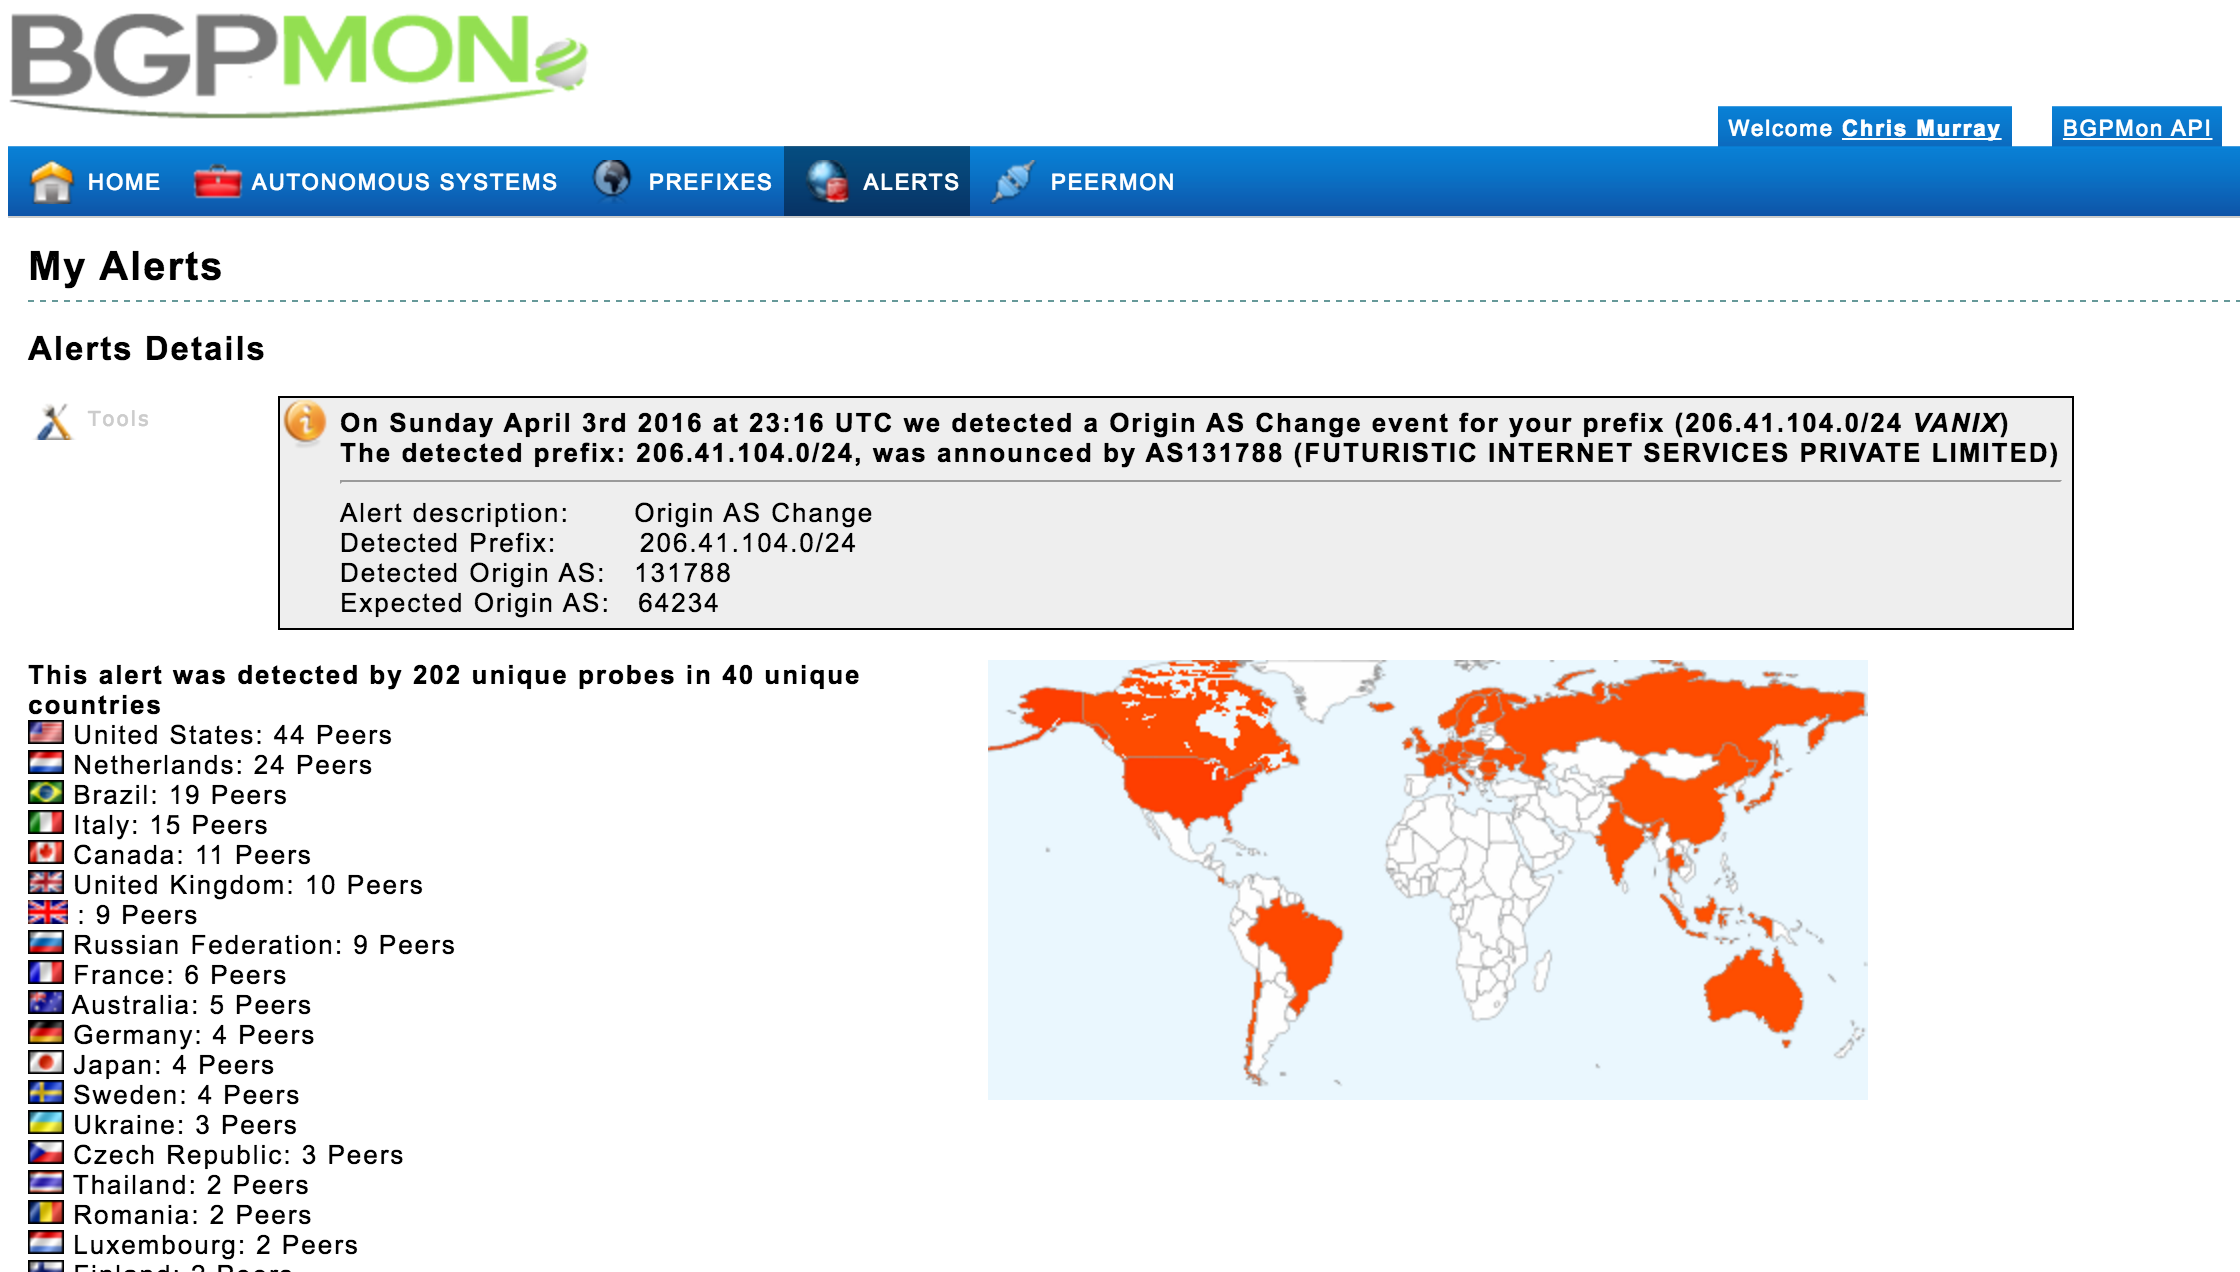 BGPMON
Welcome Chris Murray
BGPMon API
HOME
AUTONOMOUS SYSTEMS
PREFIXES
ALERTS
PEERMON
My Alerts
Alerts Details
Tools
On Sunday April 3rd 2016 at 23:16 UTC we detected a Origin AS Change event for your prefix (206.41.104.0/24 VANIX)
The detected prefix: 206.41.104.0/24, was announced by AS131788 (FUTURISTIC INTERNET SERVICES PRIVATE LIMITED)
Alert description: Origin AS Change
Detected Prefix: 206.41.104.0/24
Detected Origin AS: 131788
Expected Origin AS: 64234
This alert was detected by 202 unique probes in 40 unique
countries
United States: 44 Peers
Netherlands: 24 Peers
Brazil: 19 Peers
Italy: 15 Peers
Canada: 11 Peers
United Kingdom: 10 Peers
: 9 Peers
Russian Federation: 9 Peers
France: 6 Peers
Australia: 5 Peers
Germany: 4 Peers
Japan: 4 Peers
Sweden: 4 Peers
Ukraine: 3 Peers
Czech Republic: 3 Peers
Thailand: 2 Peers
Romania: 2 Peers
Luxembourg: 2 Peers
Finland: 2 Peers